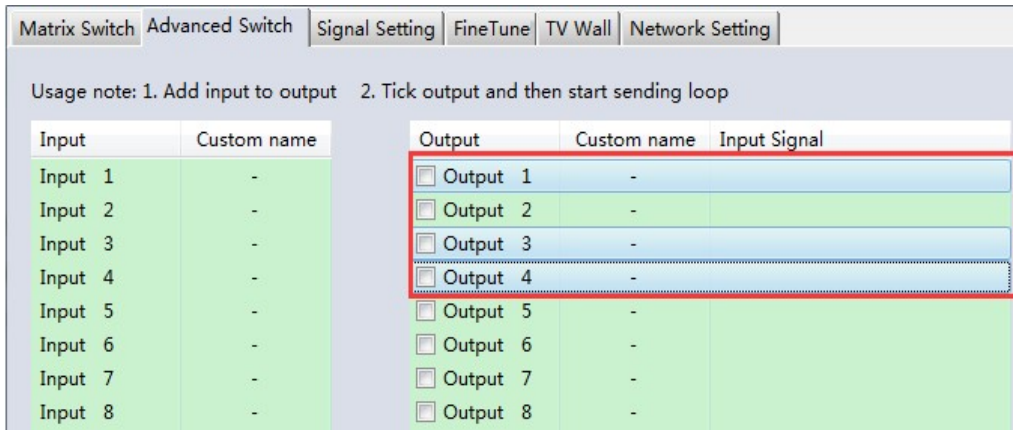 Matrix Switch Advanced Switch Signal Setting FineTune TV Wall Network Setting
Usage note: 1. Add input to output 2. Tick output and then start sending loop
Input Custom name Output Custom name Input Signal
Input 1 - Output 1 -
Input 2 - Output 2 -
Input 3 - Output 3 -
Input 4 - Output 4 -
Input 5 - Output 5 -
Input 6 - Output 6 -
Input 7 - Output 7 -
Input 8 - Output 8 -